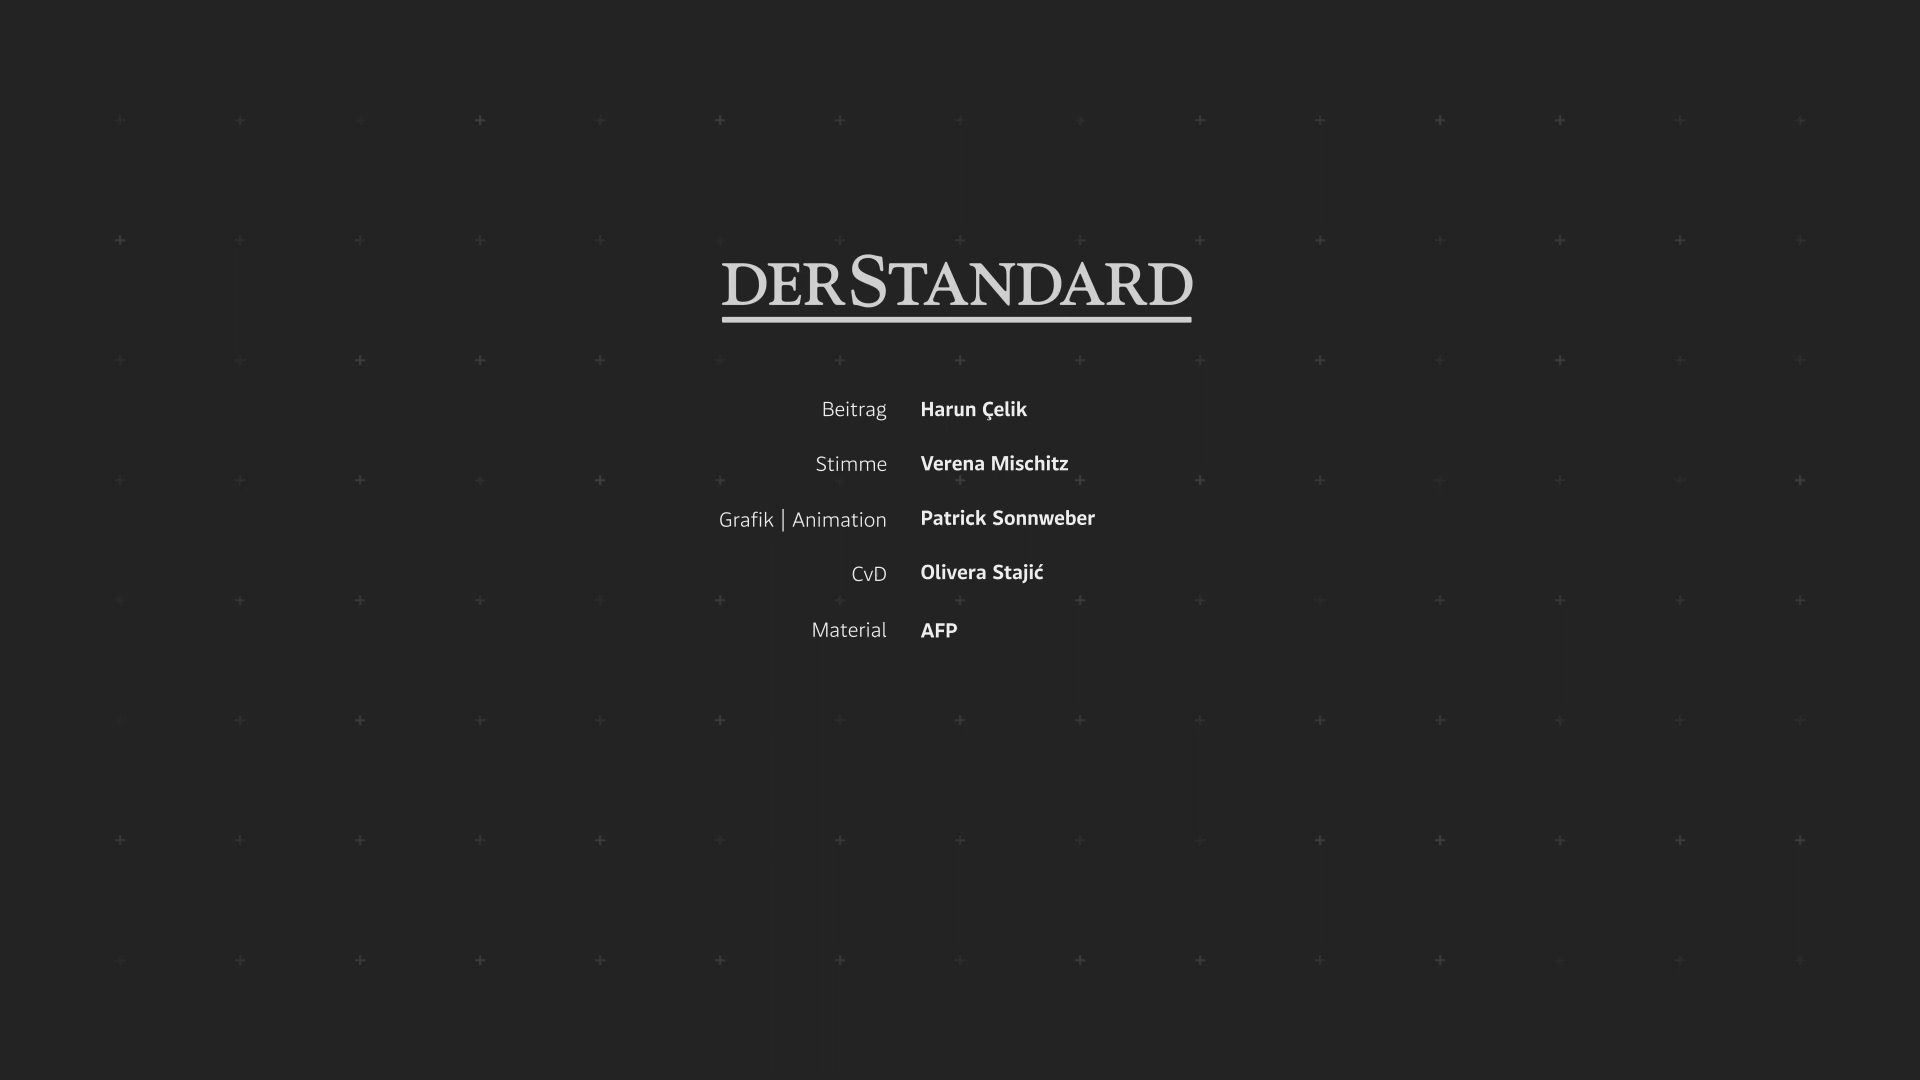 DERSTANDARD
Beitrag Harun Çelik
Stimme Verena Mischitz
Grafik | Animation Patrick Sonnweber
CvD Olivera Stajić
Material AFP